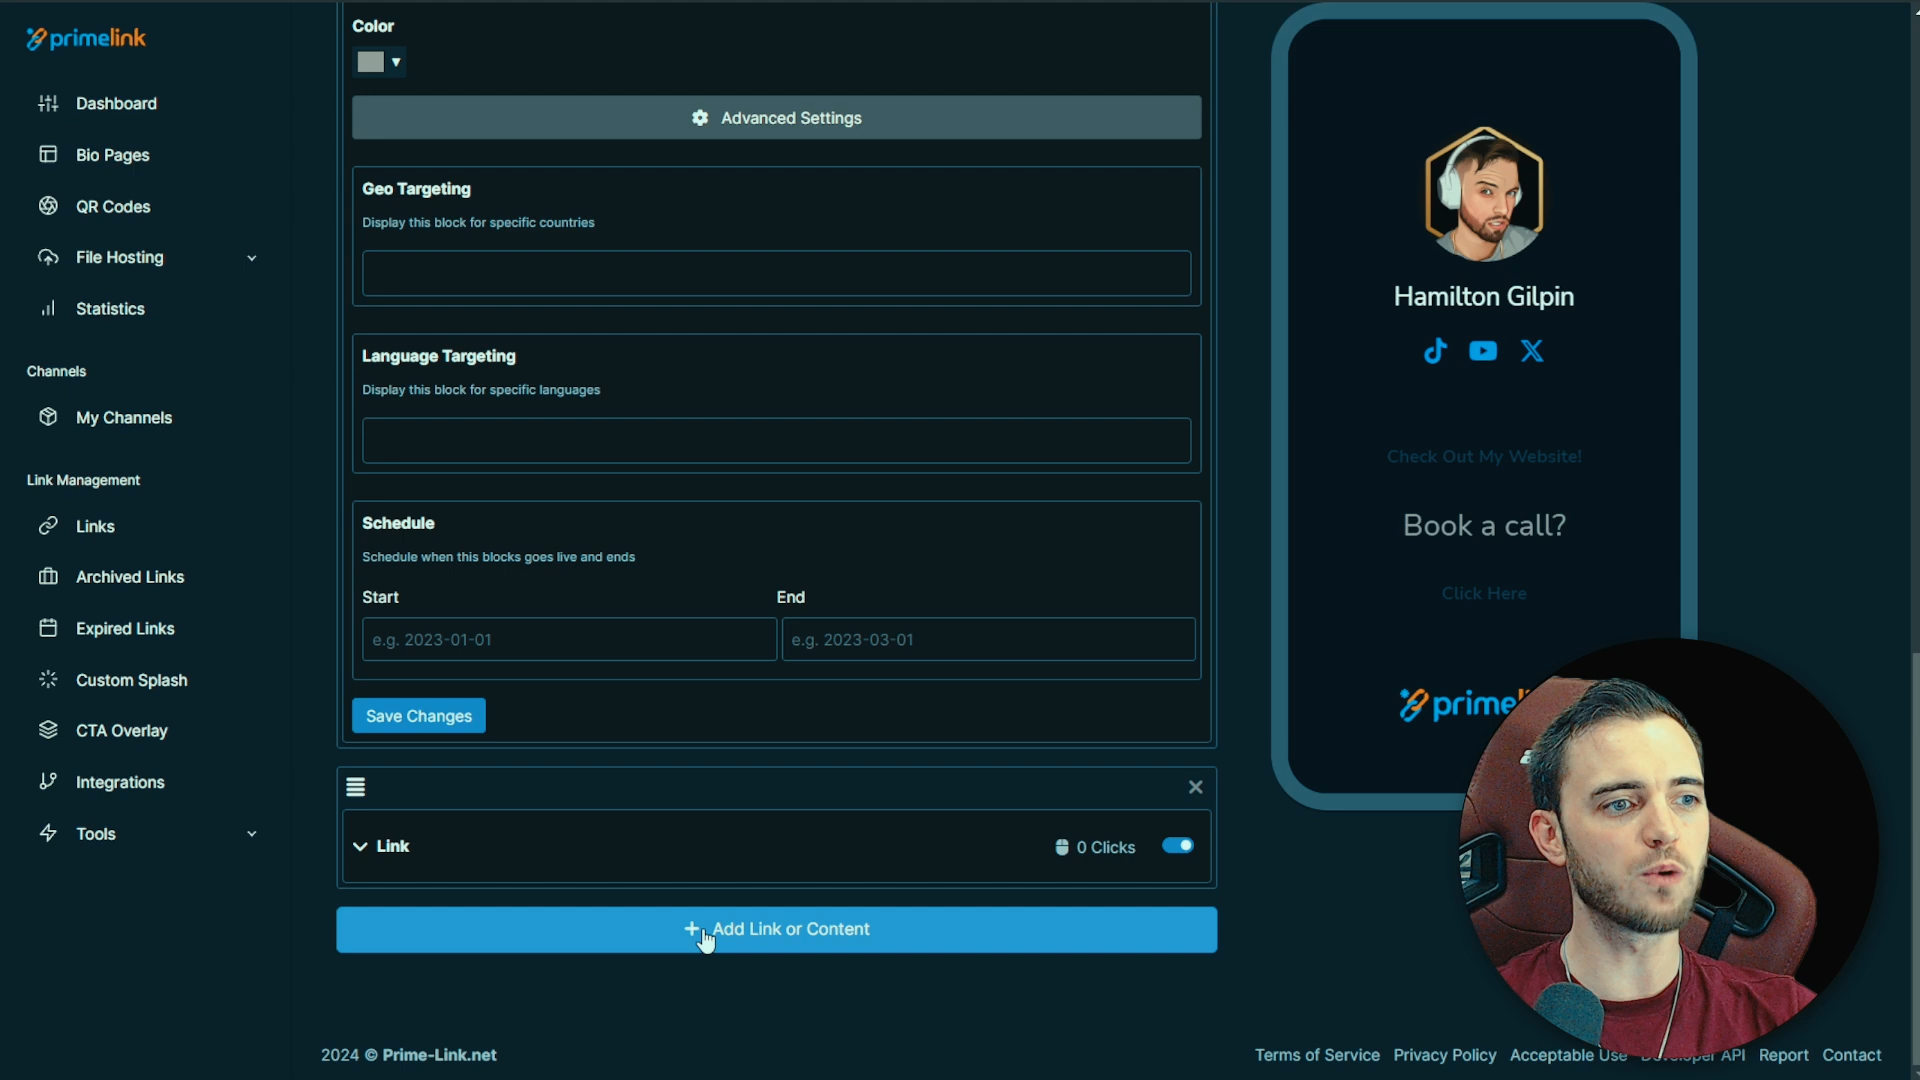 primelink
Dashboard
Bio Pages
QR Codes
File Hosting
Statistics
Channels
My Channels
Link Management
Links
Archived Links
Expired Links
Custom Splash
CTA Overlay
Integrations
Tools
Color
Advanced Settings
Geo Targeting
Display this block for specific countries
Language Targeting
Display this block for specific languages
Schedule
Schedule when this blocks goes live and ends
Start
End
e.g. 2023-01-01
e.g. 2023-03-01
Save Changes
Link
0 Clicks
Add Link or Content
Hamilton Gilpin
Check Out My Website!
Book a call?
Click Here
prime
2024 © Prime-Link.net
Terms of Service
Privacy Policy
Acceptable Use
API
Report
Contact